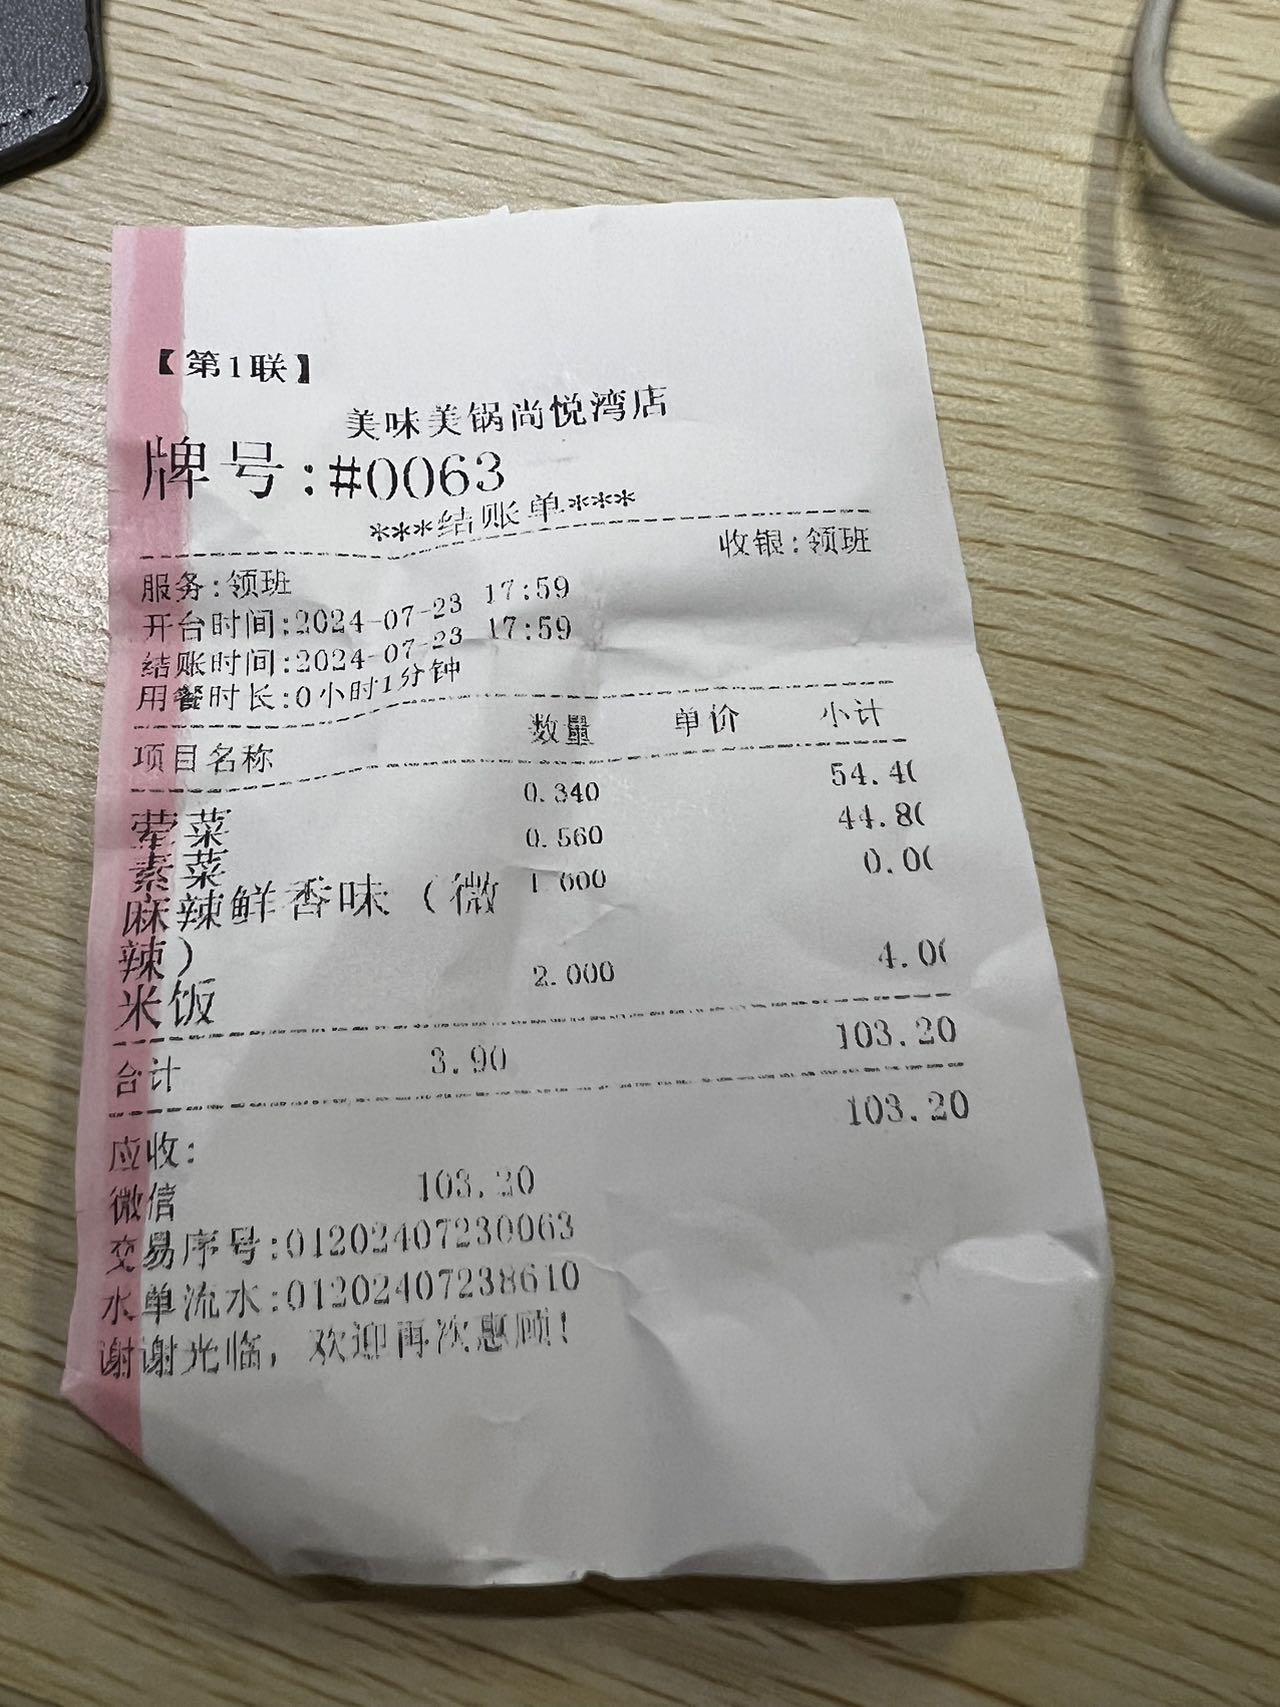 【第1联】
美味美锅尚悦湾店
牌号:#0063
***结账单***
服务:领班 收银:领班
开台时间:2024-07-23 17:59
结账时间:2024-07-23 17:59
用餐时长:0小时1分钟
项目名称 数量 单价 小计
荤菜 0.340 54.40
素菜 0.560 44.80
麻辣鲜香味（微 1.000 0.00
辣）
米饭 2.000 4.00
合计 3.90 103.20
应收: 103.20
微信 103.20
交易序号:01202407230063
水单流水:01202407238610
谢谢光临，欢迎再次惠顾!